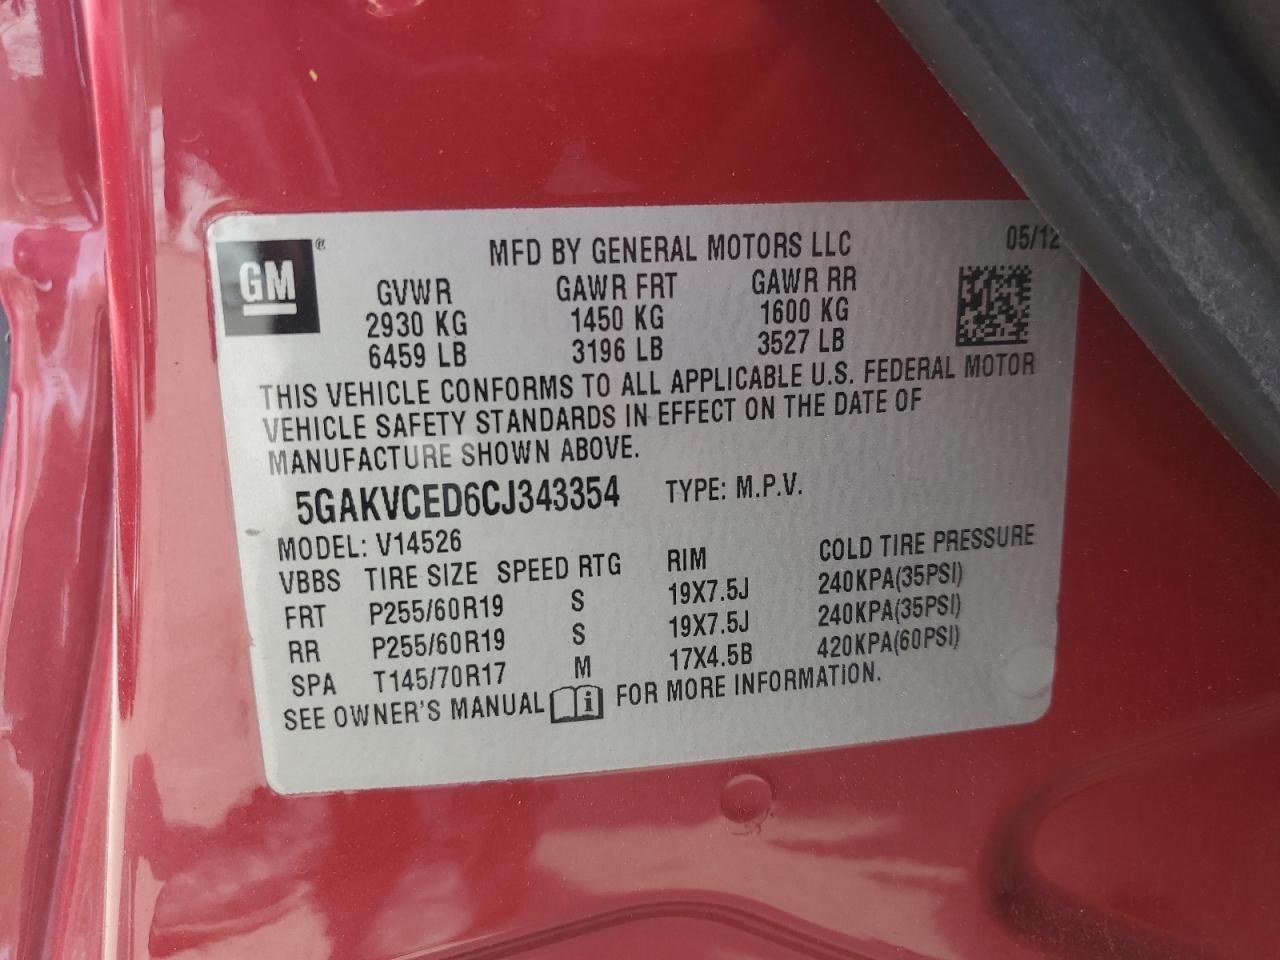 GM ®
MFD BY GENERAL MOTORS LLC 05/12
GVWR GAWR FRT GAWR RR
2930 KG 1450 KG 1600 KG
6459 LB 3196 LB 3527 LB
THIS VEHICLE CONFORMS TO ALL APPLICABLE U.S. FEDERAL MOTOR
VEHICLE SAFETY STANDARDS IN EFFECT ON THE DATE OF
MANUFACTURE SHOWN ABOVE.
5GAKVCED6CJ343354 TYPE: M.P.V.
MODEL: V14526
VBBS TIRE SIZE SPEED RTG RIM COLD TIRE PRESSURE
FRT P255/60R19 S 19X7.5J 240KPA(35PSI)
RR P255/60R19 S 19X7.5J 240KPA(35PSI)
SPA T145/70R17 M 17X4.5B 420KPA(60PSI)
SEE OWNER'S MANUAL i FOR MORE INFORMATION.